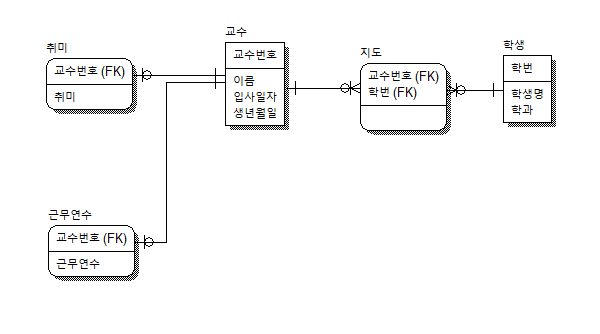 취미
교수번호 (FK)
취미
교수
교수번호
이름
입사일자
생년월일
지도
교수번호 (FK)
학번 (FK)
학생
학번
학생명
학과
근무연수
교수번호 (FK)
근무연수